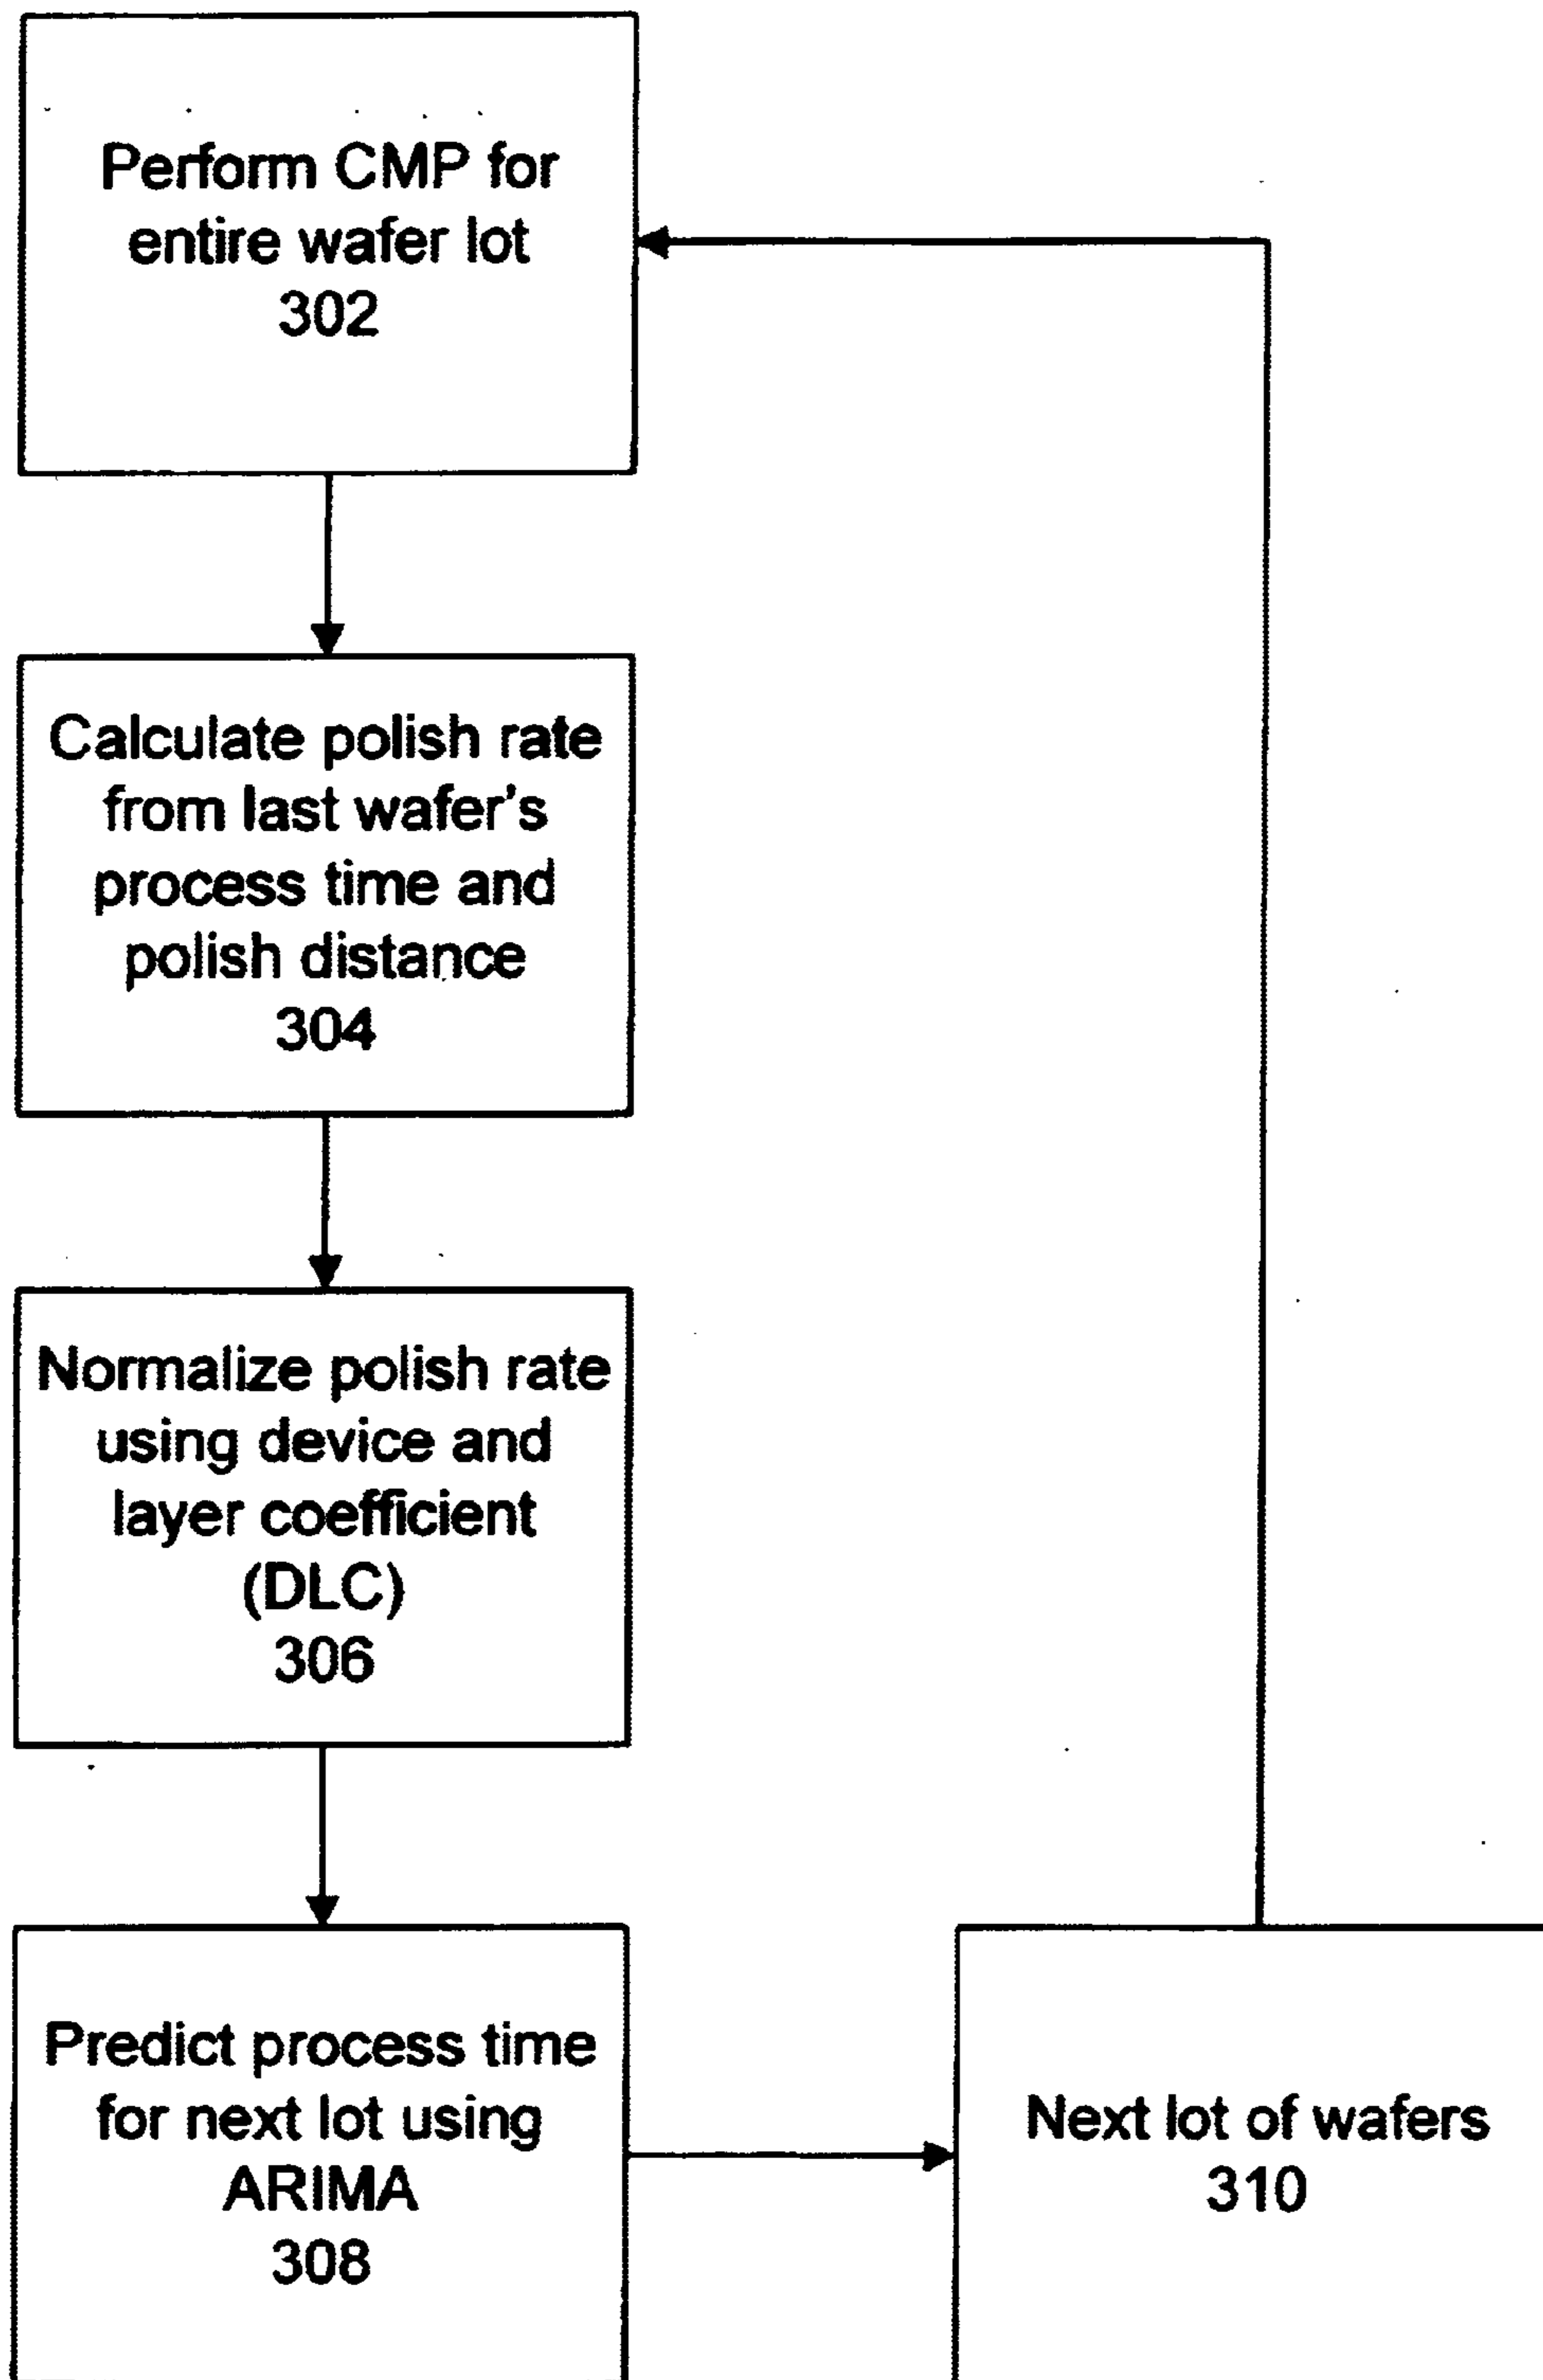 Perform CMP for
entire wafer lot
302
Calculate polish rate
from last wafer's
process time and
polish distance
304
Normalize polish rate
using device and
layer coefficient
(DLC)
306
Predict process time
for next lot using
ARIMA
308
Next lot of wafers
310